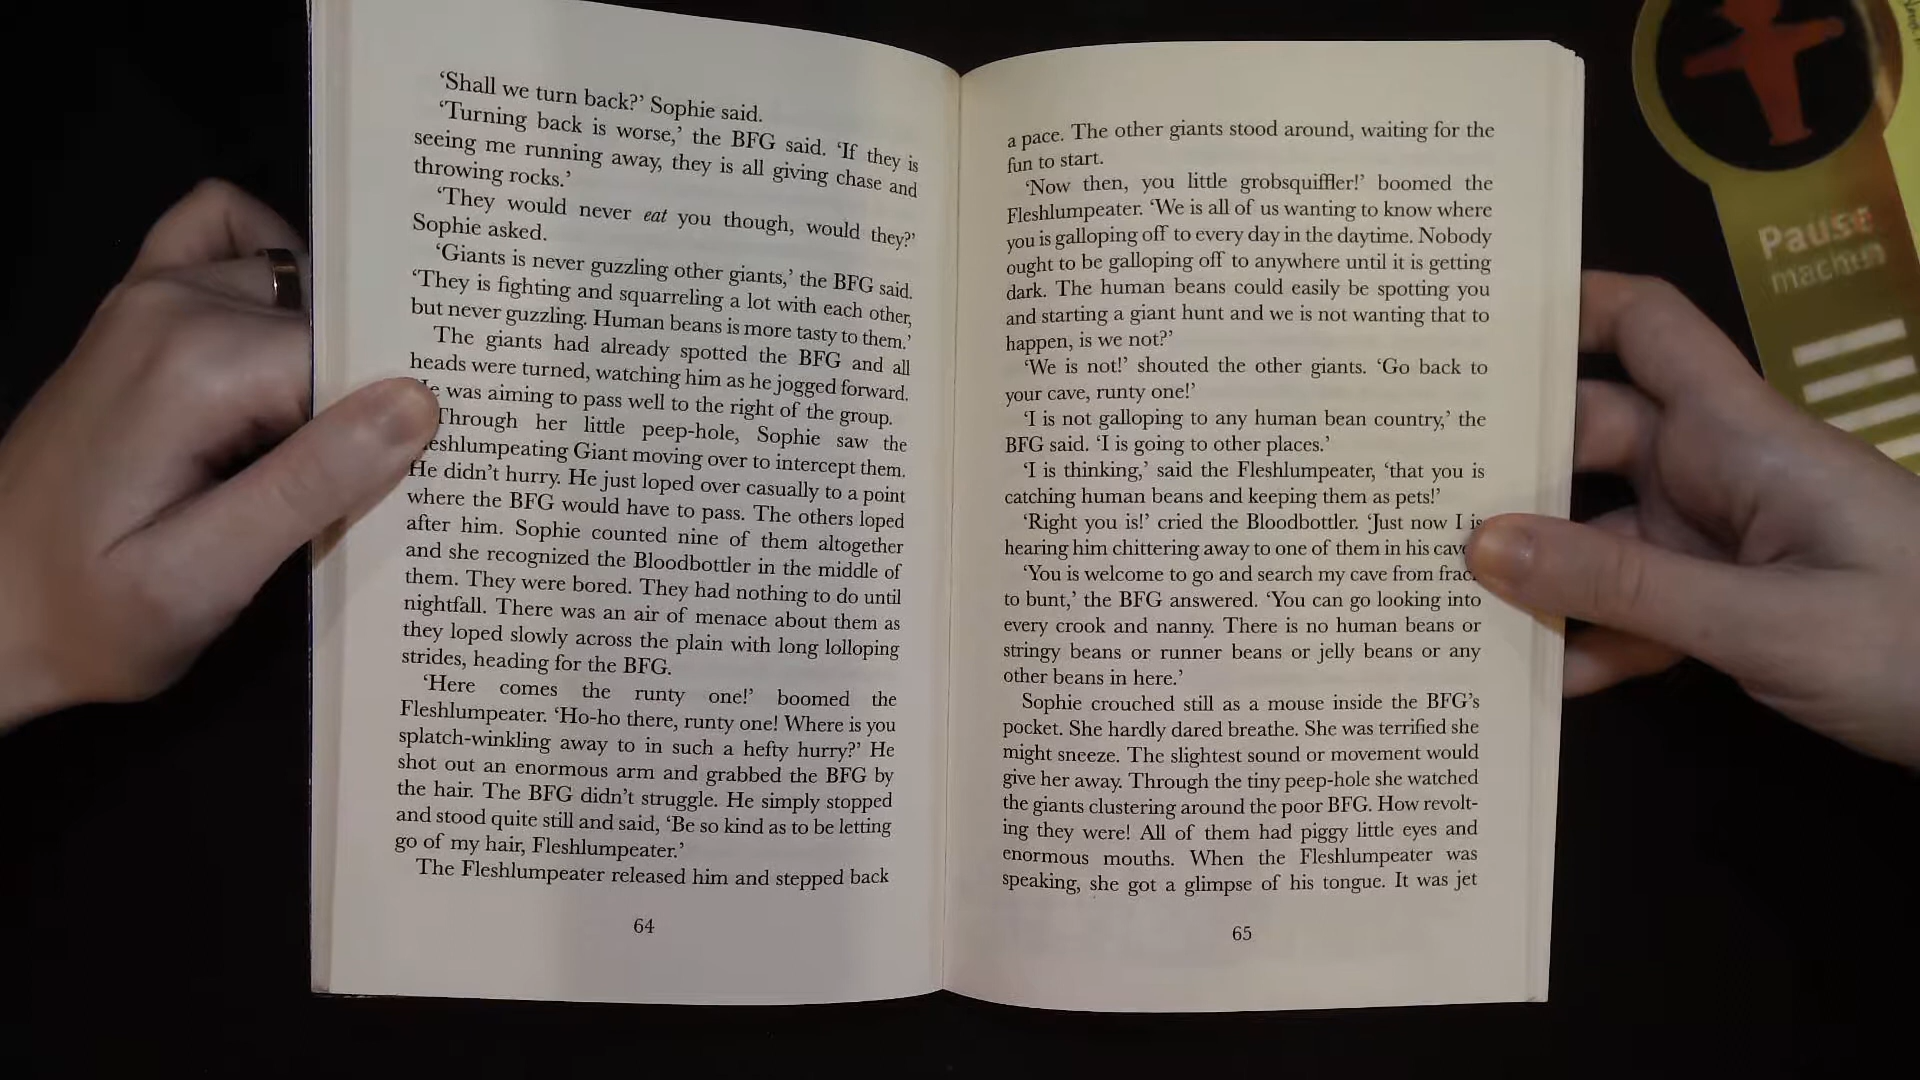 ‘Shall we turn back?’ Sophie said.
‘Turning back is worse,’ the BFG said. ‘If they is
seeing me running away, they is all giving chase and
throwing rocks.’
‘They would never eat you though, would they?’
Sophie asked.
‘Giants is never guzzling other giants,’ the BFG said.
‘They is fighting and squarreling a lot with each other,
but never guzzling. Human beans is more tasty to them.’
The giants had already spotted the BFG and all
heads were turned, watching him as he jogged forward.
He was aiming to pass well to the right of the group.
Through her little peep-hole, Sophie saw the
Fleshlumpeating Giant moving over to intercept them.
He didn’t hurry. He just loped over casually to a point
where the BFG would have to pass. The others loped
after him. Sophie counted nine of them altogether
and she recognized the Bloodbottler in the middle of
them. They were bored. They had nothing to do until
nightfall. There was an air of menace about them as
they loped slowly across the plain with long lolloping
strides, heading for the BFG.
‘Here comes the runty one!’ boomed the
Fleshlumpeater. ‘Ho-ho there, runty one! Where is you
splatch-winkling away to in such a hefty hurry?’ He
shot out an enormous arm and grabbed the BFG by
the hair. The BFG didn’t struggle. He simply stopped
and stood quite still and said, ‘Be so kind as to be letting
go of my hair, Fleshlumpeater.’
The Fleshlumpeater released him and stepped back
64
a pace. The other giants stood around, waiting for the
fun to start.
‘Now then, you little grobsquiffler!’ boomed the
Fleshlumpeater. ‘We is all of us wanting to know where
you is galloping off to every day in the daytime. Nobody
ought to be galloping off to anywhere until it is getting
dark. The human beans could easily be spotting you
and starting a giant hunt and we is not wanting that to
happen, is we not?’
‘We is not!’ shouted the other giants. ‘Go back to
your cave, runty one!’
‘I is not galloping to any human bean country,’ the
BFG said. ‘I is going to other places.’
‘I is thinking,’ said the Fleshlumpeater, ‘that you is
catching human beans and keeping them as pets!’
‘Right you is!’ cried the Bloodbottler. ‘Just now I is
hearing him chittering away to one of them in his cave
‘You is welcome to go and search my cave from frack
to bunt,’ the BFG answered. ‘You can go looking into
every crook and nanny. There is no human beans or
stringy beans or runner beans or jelly beans or any
other beans in here.’
Sophie crouched still as a mouse inside the BFG’s
pocket. She hardly dared breathe. She was terrified she
might sneeze. The slightest sound or movement would
give her away. Through the tiny peep-hole she watched
the giants clustering around the poor BFG. How revolt-
ing they were! All of them had piggy little eyes and
enormous mouths. When the Fleshlumpeater was
speaking, she got a glimpse of his tongue. It was jet
65
Pause
machen